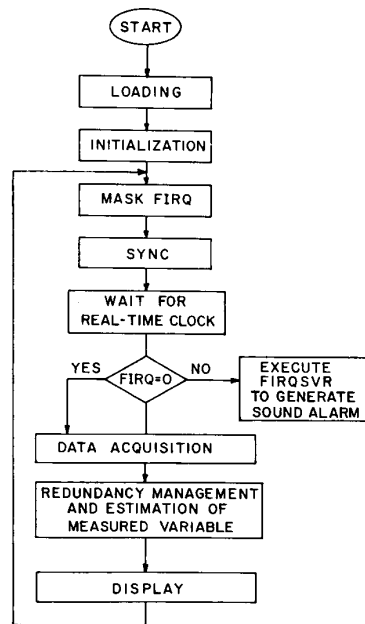 START
LOADING
INITIALIZATION
MASK FIRQ
SYNC
WAIT FOR
REAL-TIME CLOCK
YES
FIRQ=0
NO
EXECUTE
FIRQSVR
TO GENERATE
SOUND ALARM
DATA ACQUISITION
REDUNDANCY MANAGEMENT
AND ESTIMATION OF
MEASURED VARIABLE
DISPLAY